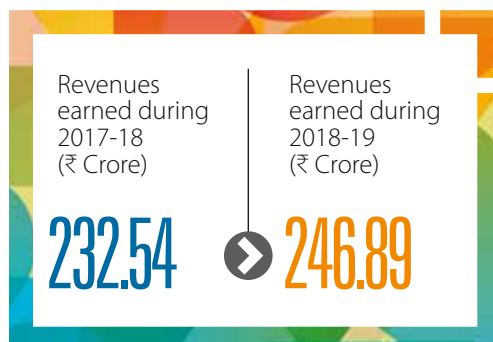 Revenues
earned during
2017-18
(₹ Crore)
232.54
Revenues
earned during
2018-19
(₹ Crore)
246.89